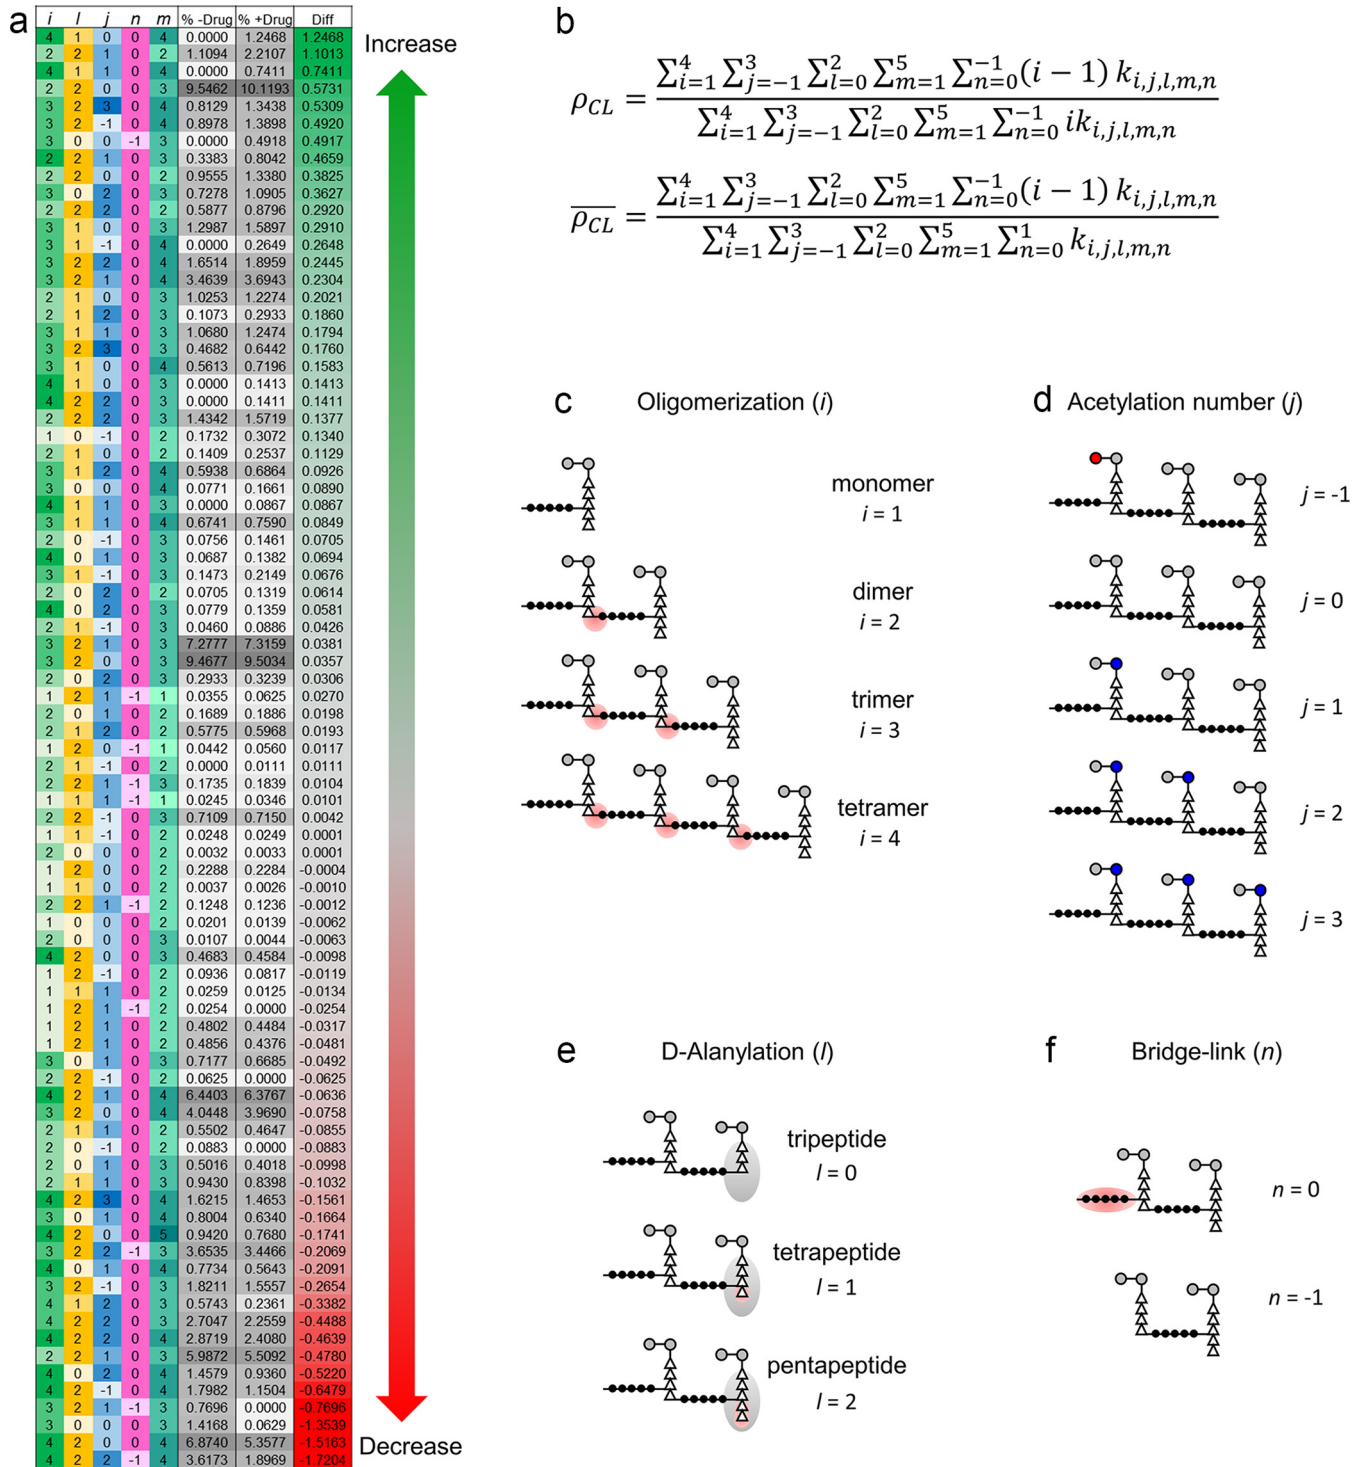 a
i l j n m % -Drug % +Drug Diff
4 1 0 0 4 0.0000 1.2468 1.2468
2 2 1 0 2 1.1094 2.2107 1.1013
4 1 1 0 4 0.0000 0.7411 0.7411
2 2 0 0 3 9.5462 10.1193 0.5731
3 2 3 0 4 0.8129 1.3438 0.5309
3 2 -1 0 4 0.8978 1.3898 0.4920
3 0 0 -1 3 0.0000 0.4918 0.4917
2 2 1 0 3 0.3383 0.8042 0.4659
2 2 0 0 2 0.9555 1.3380 0.3825
3 0 2 0 3 0.7278 1.0905 0.3627
2 2 2 0 2 0.5877 0.8796 0.2920
3 1 0 0 3 1.2987 1.5897 0.2910
3 1 -1 0 4 0.0000 0.2649 0.2648
3 2 2 0 4 1.6514 1.8959 0.2445
3 2 1 0 4 3.4639 3.6943 0.2304
2 1 0 0 3 1.0253 1.2274 0.2021
2 1 2 0 3 0.1073 0.2933 0.1860
3 1 1 0 3 1.0680 1.2474 0.1794
3 2 3 0 3 0.4682 0.6442 0.1760
3 1 0 0 4 0.5613 0.7196 0.1583
4 1 0 0 3 0.0000 0.1413 0.1413
4 2 2 0 3 0.0000 0.1411 0.1411
2 2 2 0 3 1.4342 1.5719 0.1377
1 0 -1 0 2 0.1732 0.3072 0.1340
2 1 0 0 2 0.1409 0.2537 0.1129
3 1 2 0 4 0.5938 0.6864 0.0926
3 0 0 0 4 0.0771 0.1661 0.0890
4 1 1 0 3 0.0000 0.0867 0.0867
3 1 1 0 4 0.6741 0.7590 0.0849
2 0 -1 0 3 0.0756 0.1461 0.0705
4 0 1 0 3 0.0687 0.1382 0.0694
3 1 -1 0 3 0.1473 0.2149 0.0676
2 0 2 0 2 0.0705 0.1319 0.0614
4 0 2 0 3 0.0779 0.1359 0.0581
2 1 -1 0 3 0.0460 0.0886 0.0426
3 2 1 0 3 7.2777 7.3159 0.0381
3 2 0 0 3 9.4677 9.5034 0.0357
2 0 2 0 3 0.2933 0.3239 0.0306
1 2 1 -1 1 0.0355 0.0625 0.0270
2 0 1 0 2 0.1689 0.1886 0.0198
2 1 2 0 2 0.5775 0.5968 0.0193
1 2 0 -1 1 0.0442 0.0560 0.0117
2 1 -1 0 2 0.0000 0.0111 0.0111
2 2 1 -1 3 0.1735 0.1839 0.0104
1 1 1 -1 1 0.0245 0.0346 0.0101
2 2 -1 0 3 0.7109 0.7150 0.0042
1 1 -1 0 2 0.0248 0.0249 0.0001
2 0 0 0 2 0.0032 0.0033 0.0001
1 2 0 0 2 0.2288 0.2284 -0.0004
1 1 0 0 2 0.0037 0.0026 -0.0010
2 2 1 -1 2 0.1248 0.1236 -0.0012
1 0 0 0 2 0.0201 0.0139 -0.0062
2 0 0 0 3 0.0107 0.0044 -0.0063
4 2 0 0 3 0.4683 0.4584 -0.0098
1 2 -1 0 2 0.0936 0.0817 -0.0119
1 1 1 0 2 0.0259 0.0125 -0.0134
1 2 1 -1 2 0.0254 0.0000 -0.0254
1 2 1 0 2 0.4802 0.4484 -0.0317
1 2 1 0 2 0.4856 0.4376 -0.0481
3 0 1 0 3 0.7177 0.6685 -0.0492
2 2 -1 0 2 0.0625 0.0000 -0.0625
4 2 1 0 4 6.4403 6.3767 -0.0636
3 2 0 0 4 4.0448 3.9690 -0.0758
2 1 1 0 2 0.5502 0.4647 -0.0855
2 0 -1 0 2 0.0883 0.0000 -0.0883
2 0 1 0 3 0.5016 0.4018 -0.0998
2 1 1 0 3 0.9430 0.8398 -0.1032
4 2 3 0 4 1.6215 1.4653 -0.1561
3 0 1 0 4 0.8004 0.6340 -0.1664
4 2 0 0 5 0.9420 0.7680 -0.1741
3 2 2 -1 3 3.6535 3.4466 -0.2069
4 0 1 0 4 0.7734 0.5643 -0.2091
3 2 -1 0 3 1.8211 1.5557 -0.2654
4 1 2 0 3 0.5743 0.2361 -0.3382
4 2 2 0 3 2.7047 2.2559 -0.4488
4 2 2 0 4 2.8719 2.4080 -0.4639
2 2 1 0 3 5.9872 5.5092 -0.4780
4 0 2 0 4 1.4579 0.9360 -0.5220
4 2 -1 0 4 1.7982 1.1504 -0.6479
3 2 1 -1 3 0.7696 0.0000 -0.7696
3 0 0 0 3 1.4168 0.0629 -1.3539
4 2 0 0 4 6.8740 5.3577 -1.5163
4 2 2 -1 4 3.6173 1.8969 -1.7204
Increase
Decrease
b
ρ_CL = ∑_{i=1}^4 ∑_{j=−1}^3 ∑_{l=0}^2 ∑_{m=1}^5 ∑_{n=0}^{−1} (i − 1) k_{i,j,l,m,n}
∑_{i=1}^4 ∑_{j=−1}^3 ∑_{l=0}^2 ∑_{m=1}^5 ∑_{n=0}^{−1} ik_{i,j,l,m,n}
ρ_CL = ∑_{i=1}^4 ∑_{j=−1}^3 ∑_{l=0}^2 ∑_{m=1}^5 ∑_{n=0}^{−1} (i − 1) k_{i,j,l,m,n}
∑_{i=1}^4 ∑_{j=−1}^3 ∑_{l=0}^2 ∑_{m=1}^5 ∑_{n=0}^1 k_{i,j,l,m,n}
c Oligomerization (i)
monomer
i = 1
dimer
i = 2
trimer
i = 3
tetramer
i = 4
d Acetylation number (j)
j = -1
j = 0
j = 1
j = 2
j = 3
e D-Alanylation (l)
tripeptide
l = 0
tetrapeptide
l = 1
pentapeptide
l = 2
f Bridge-link (n)
n = 0
n = -1